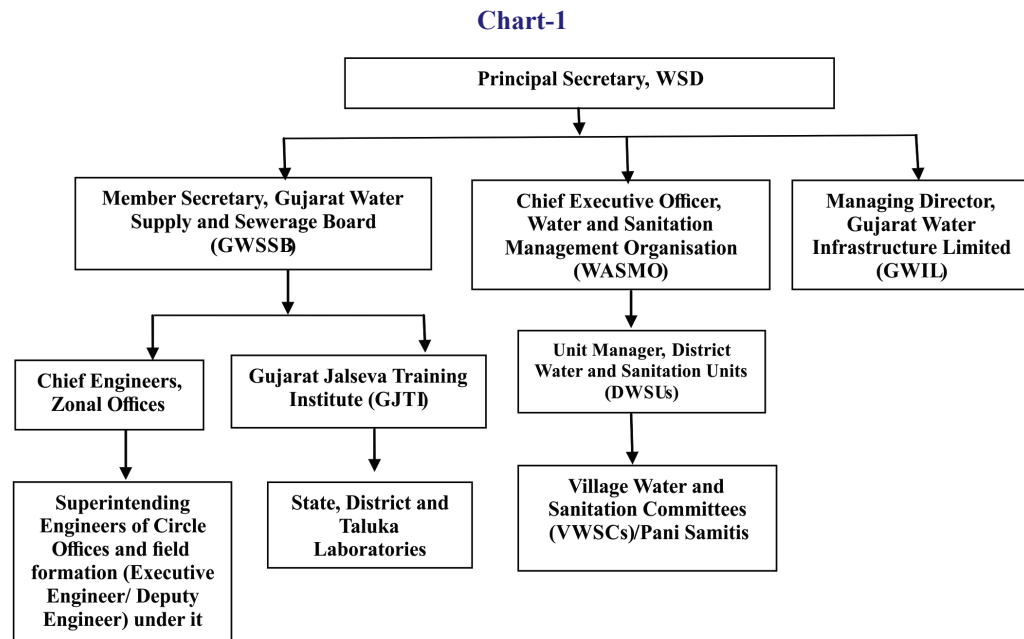 Chart-1
Principal Secretary, WSD
Member Secretary, Gujarat Water
Supply and Sewerage Board
(GWSSB)
Chief Executive Officer,
Water and Sanitation
Management Organisation
(WASMO)
Managing Director,
Gujarat Water
Infrastructure Limited
(GWIL)
Chief Engineers,
Zonal Offices
Gujarat Jalseva Training
Institute (GJTI)
Unit Manager, District
Water and Sanitation Units
(DWSUs)
Superintending
Engineers of Circle
Offices and field
formation (Executive
Engineer/ Deputy
Engineer) under it
State, District and
Taluka
Laboratories
Village Water and
Sanitation Committees
(VWSCs)/Pani Samitis